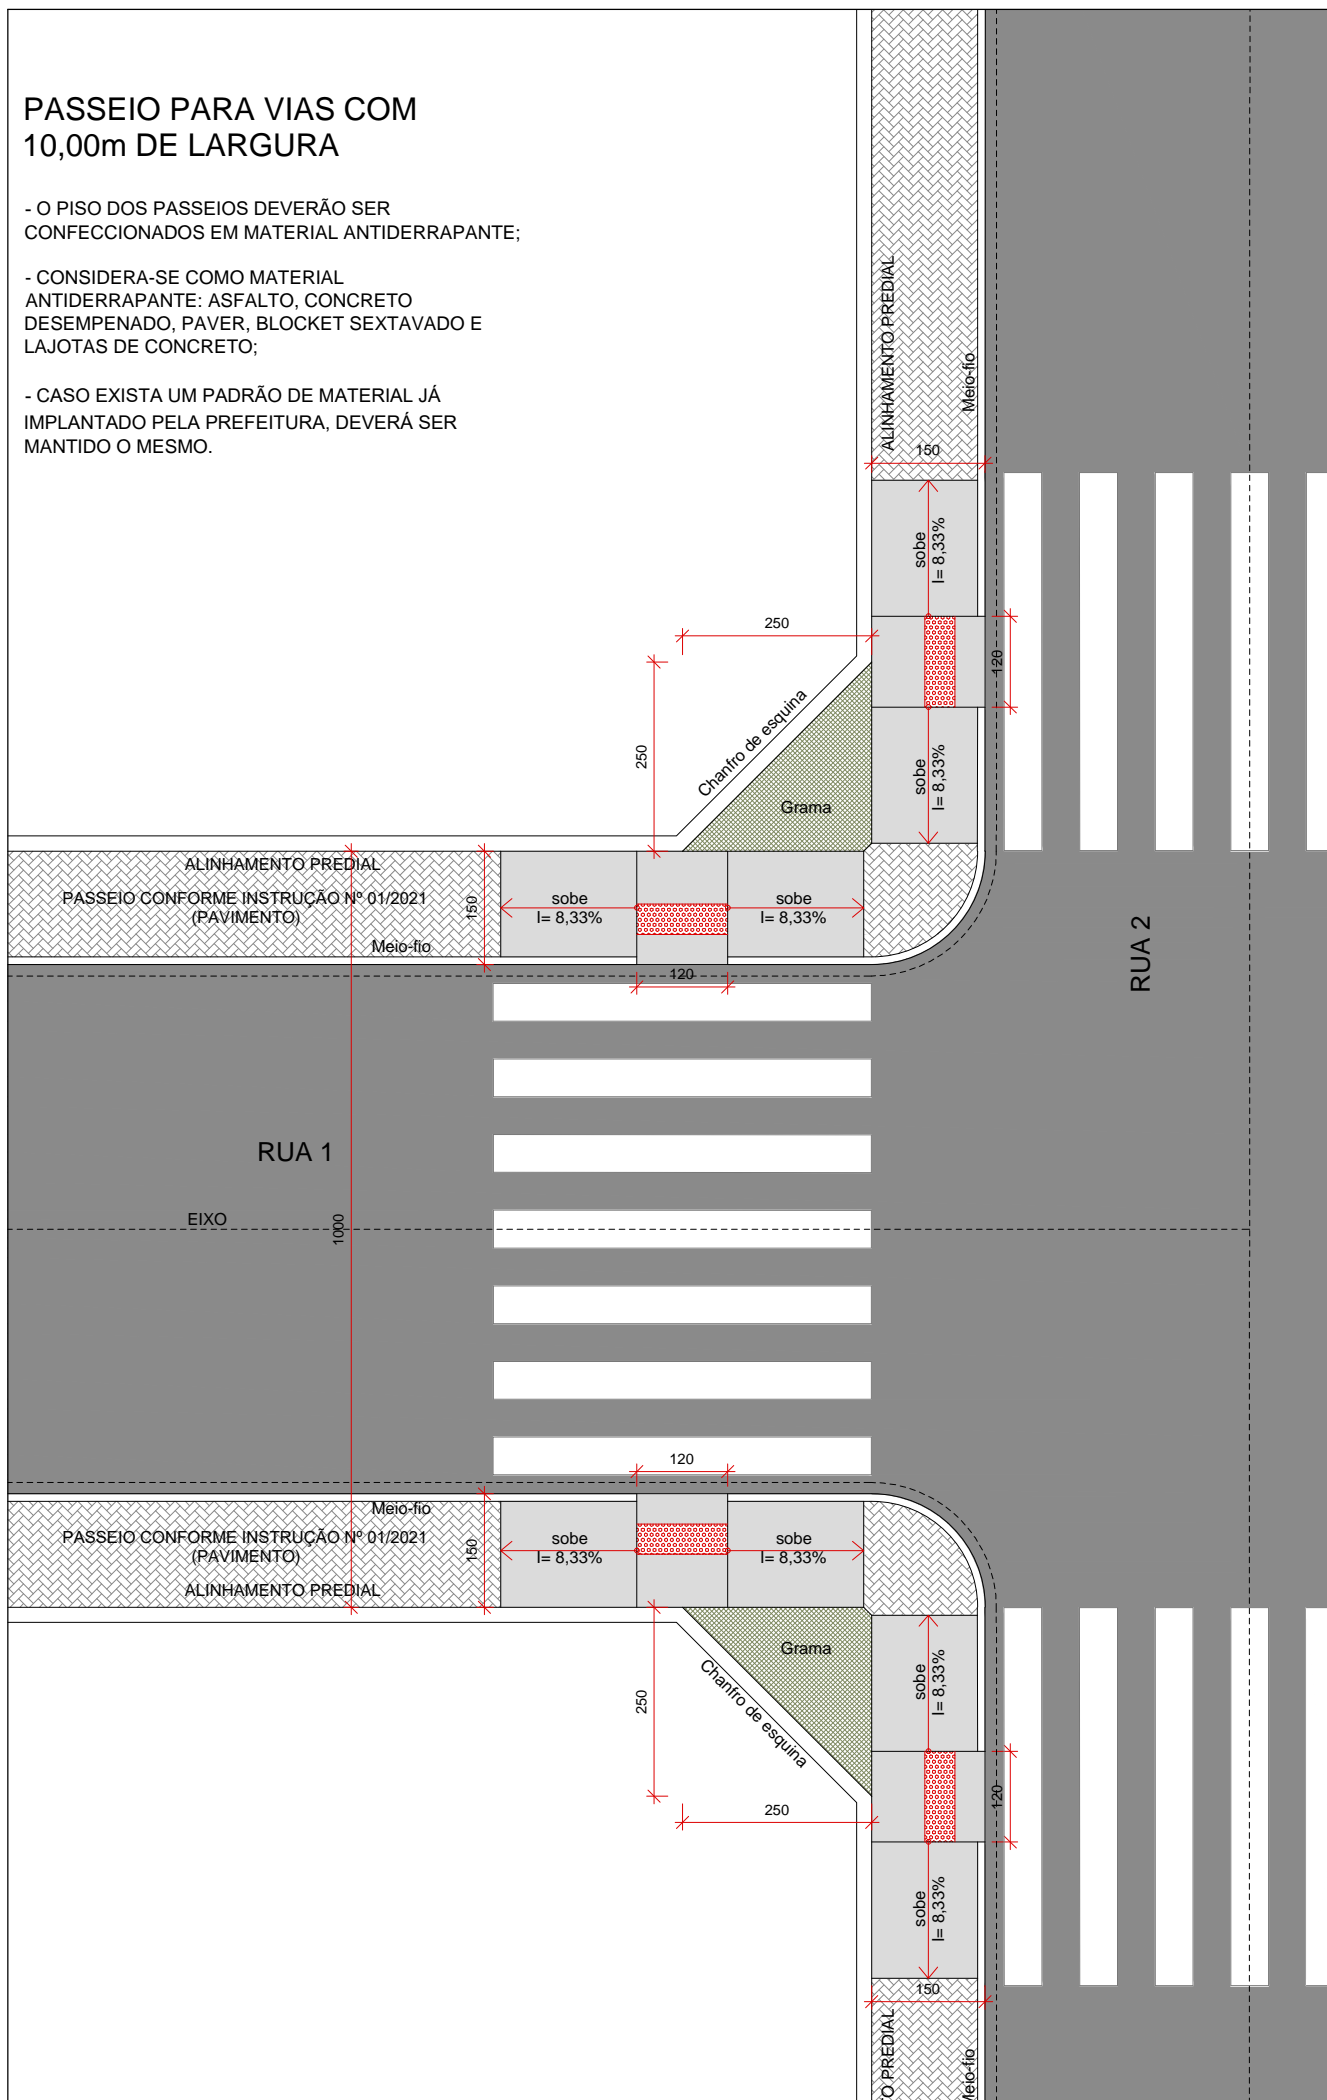 PASSEIO PARA VIAS COM
10,00m DE LARGURA
- O PISO DOS PASSEIOS DEVERÃO SER
CONFECCIONADOS EM MATERIAL ANTIDERRAPANTE;
- CONSIDERA-SE COMO MATERIAL
ANTIDERRAPANTE: ASFALTO, CONCRETO
DESEMPENADO, PAVER, BLOCKET SEXTAVADO E
LAJOTAS DE CONCRETO;
- CASO EXISTA UM PADRÃO DE MATERIAL JÁ
IMPLANTADO PELA PREFEITURA, DEVERÁ SER
MANTIDO O MESMO.
ALINHAMENTO PREDIAL
Meio-fio
150
sobe
I= 8,33%
250
120
250
Chanfro de esquina
sobe
I= 8,33%
Grama
ALINHAMENTO PREDIAL
PASSEIO CONFORME INSTRUÇÃO Nº 01/2021
(PAVIMENTO)
Meio-fio
150
sobe
I= 8,33%
sobe
I= 8,33%
120
RUA 2
RUA 1
EIXO
1000
120
Meio-fio
PASSEIO CONFORME INSTRUÇÃO Nº 01/2021
(PAVIMENTO)
ALINHAMENTO PREDIAL
150
sobe
I= 8,33%
sobe
I= 8,33%
Grama
Chanfro de esquina
250
sobe
I= 8,33%
120
250
sobe
I= 8,33%
150
TO PREDIAL
Meio-fio